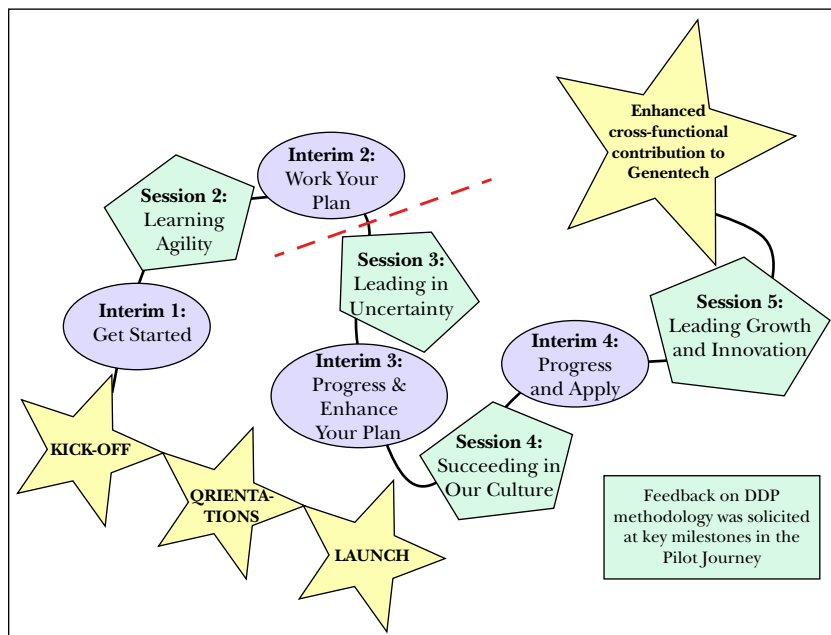 KICK-OFF
QRIENTA-
TIONS
LAUNCH
Interim 1:
Get Started
Session 2:
Learning
Agility
Interim 2:
Work Your
Plan
Session 3:
Leading in
Uncertainty
Interim 3:
Progress &
Enhance
Your Plan
Session 4:
Succeeding in
Our Culture
Interim 4:
Progress
and Apply
Session 5:
Leading Growth
and Innovation
Enhanced
cross-functional
contribution to
Genentech
Feedback on DDP
methodology was solicited
at key milestones in the
Pilot Journey